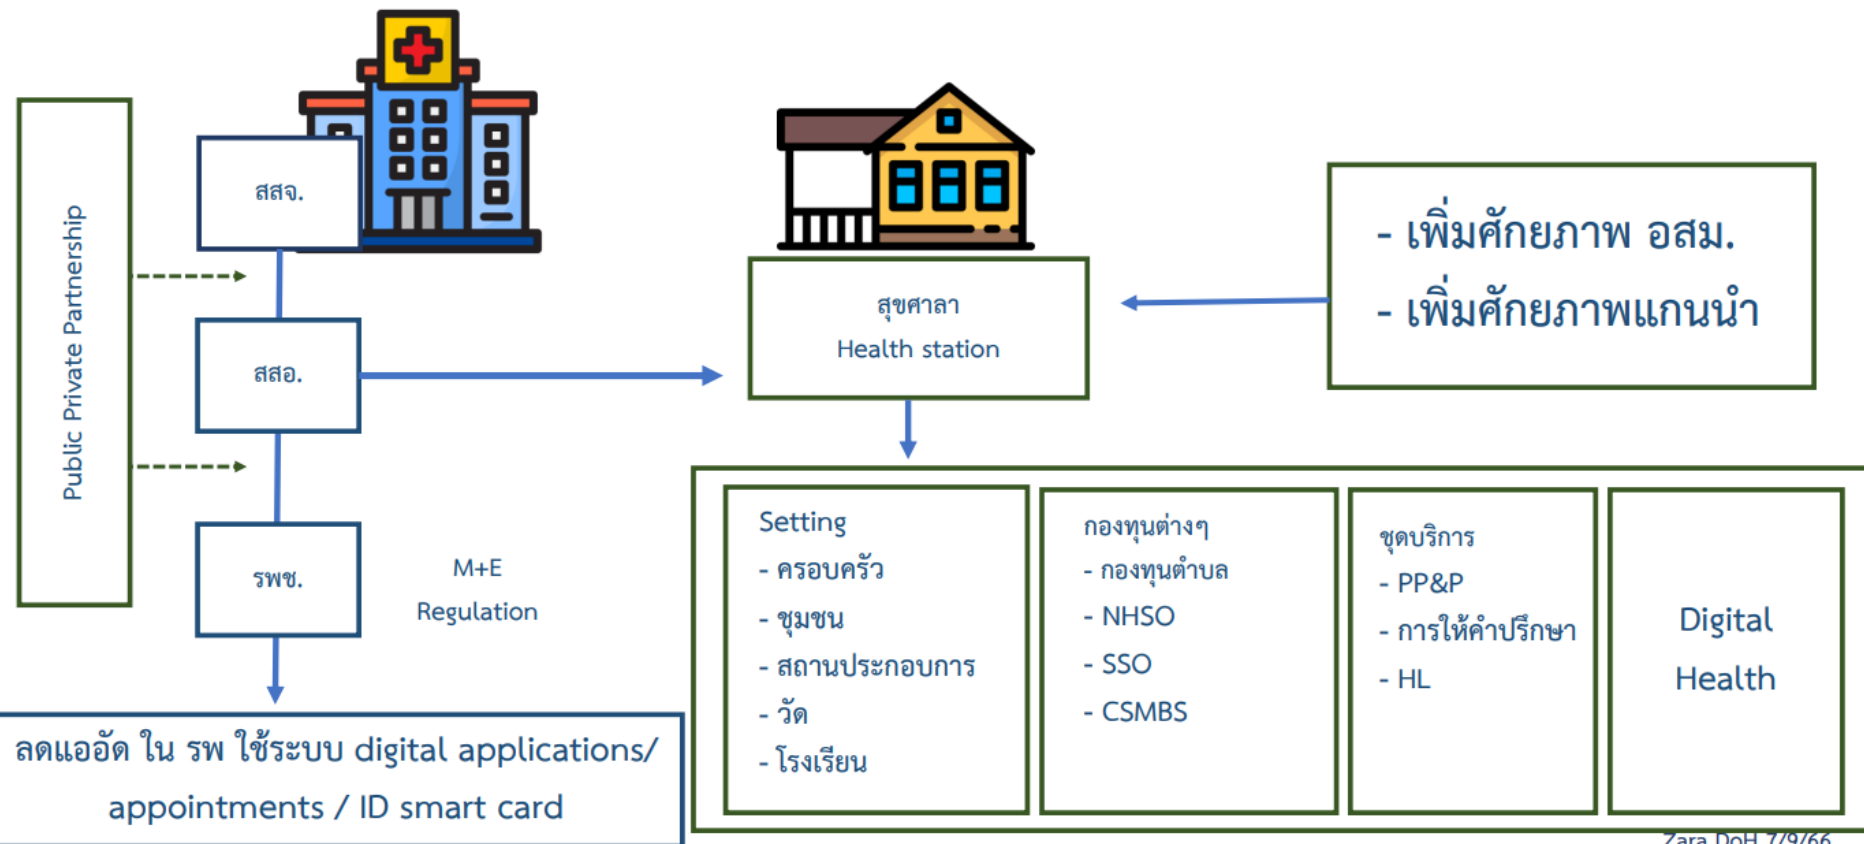 Public Private Partnership
สสจ.
สสอ.
รพช.
M+E
Regulation
ลดแออัด ใน รพ ใช้ระบบ digital applications/
appointments / ID smart card
สุขศาลา
Health station
- เพิ่มศักยภาพ อสม.
- เพิ่มศักยภาพแกนนำ
Setting
- ครอบครัว
- ชุมชน
- สถานประกอบการ
- วัด
- โรงเรียน
กองทุนต่างๆ
- กองทุนตำบล
- NHSO
- SSO
- CSMBS
ชุดบริการ
- PP&P
- การให้คำปรึกษา
- HL
Digital
Health
Zara DoH 7/9/66